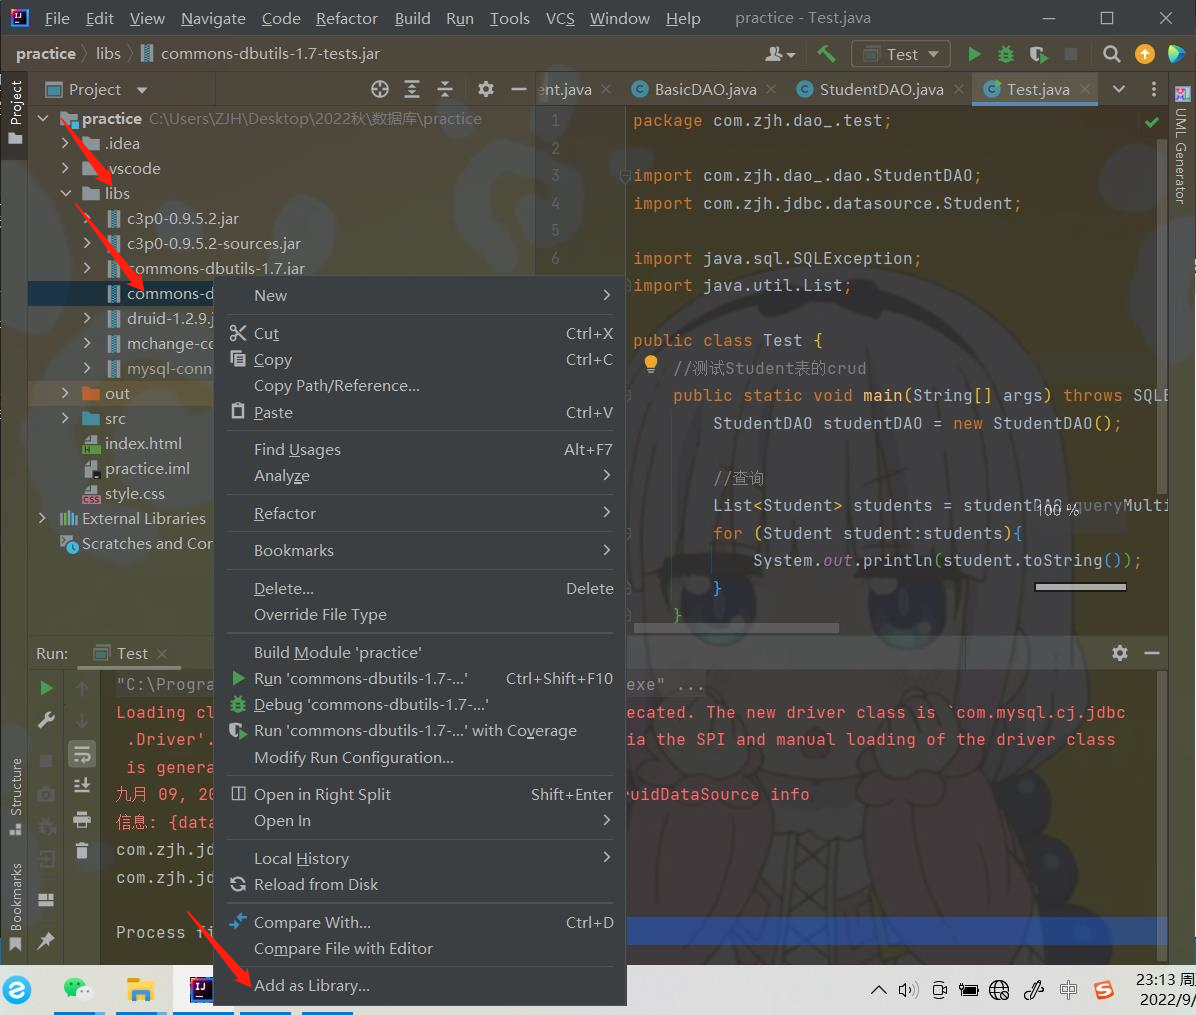 File Edit View Navigate Code Refactor Build Run Tools VCS Window Help practice - Test.java
practice libs commons-dbutils-1.7-tests.jar Test
Project
ent.java BasicDAO.java StudentDAO.java Test.java
Project
UML Generator
practice C:\Users\ZJH\Desktop\2022秋\数据库\practice
.idea
.vscode
libs
c3p0-0.9.5.2.jar
c3p0-0.9.5.2-sources.jar
commons-dbutils-1.7.jar
commons-d
druid-1.2.9.j
mchange-co
mysql-conn
out
src
index.html
practice.iml
style.css
External Libraries
Scratches and Con
1 package com.zjh.dao_.test;
2
3 import com.zjh.dao_.dao.StudentDAO;
4 import com.zjh.jdbc.datasource.Student;
5
6 import java.sql.SQLException;
import java.util.List;
public class Test {
//测试Student表的crud
public static void main(String[] args) throws SQLE
StudentDAO studentDAO = new StudentDAO();
//查询
List<Student> students = studentDAO.queryMulti
100 %
for (Student student:students){
System.out.println(student.toString());
}
}
New
Cut Ctrl+X
Copy Ctrl+C
Copy Path/Reference...
Paste Ctrl+V
Find Usages Alt+F7
Analyze
Refactor
Bookmarks
Delete... Delete
Override File Type
Build Module 'practice'
Run 'commons-dbutils-1.7-...' Ctrl+Shift+F10
Debug 'commons-dbutils-1.7-...'
Run 'commons-dbutils-1.7-...' with Coverage
Modify Run Configuration...
Open in Right Split Shift+Enter
Open In
Local History
Reload from Disk
Compare With... Ctrl+D
Compare File with Editor
Add as Library...
Run: Test
"C:\Progra exe" ...
Loading cl ecated. The new driver class is `com.mysql.cj.jdbc
.Driver'. ia the SPI and manual loading of the driver class
is genera
九月 09, 20 ruidDataSource info
信息: {data
com.zjh.jd
com.zjh.jd
Process fi
Structure
Bookmarks
中
23:13 周
2022/9/